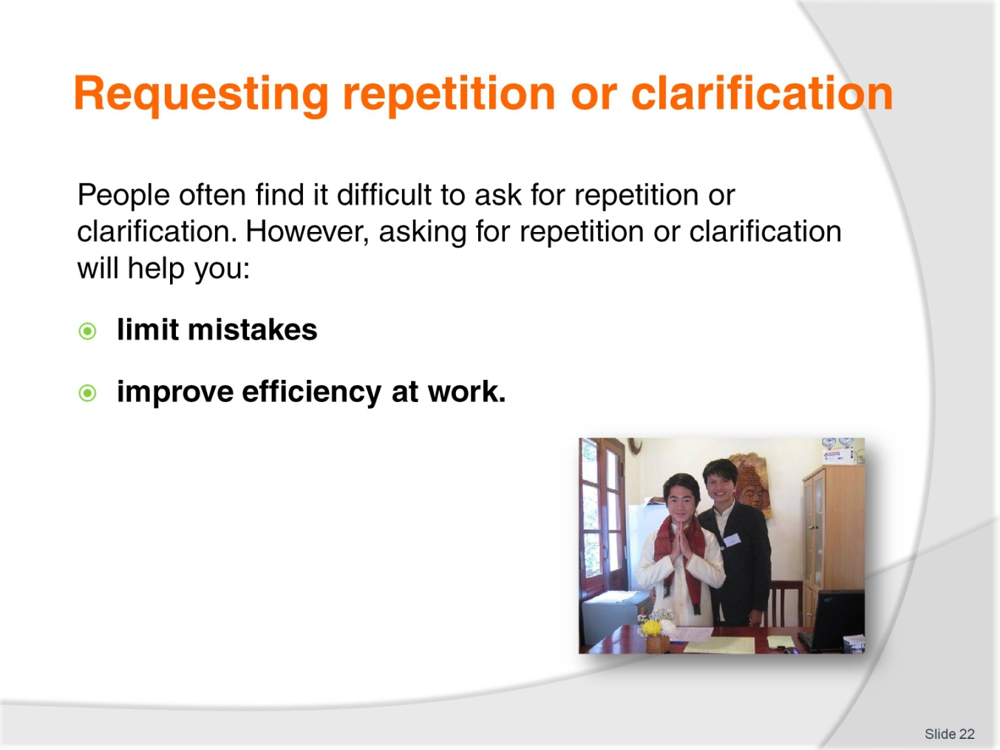 Requesting repetition or clarification
People often find it difficult to ask for repetition or
clarification. However, asking for repetition or clarification
will help you:
limit mistakes
improve efficiency at work.
Slide 22